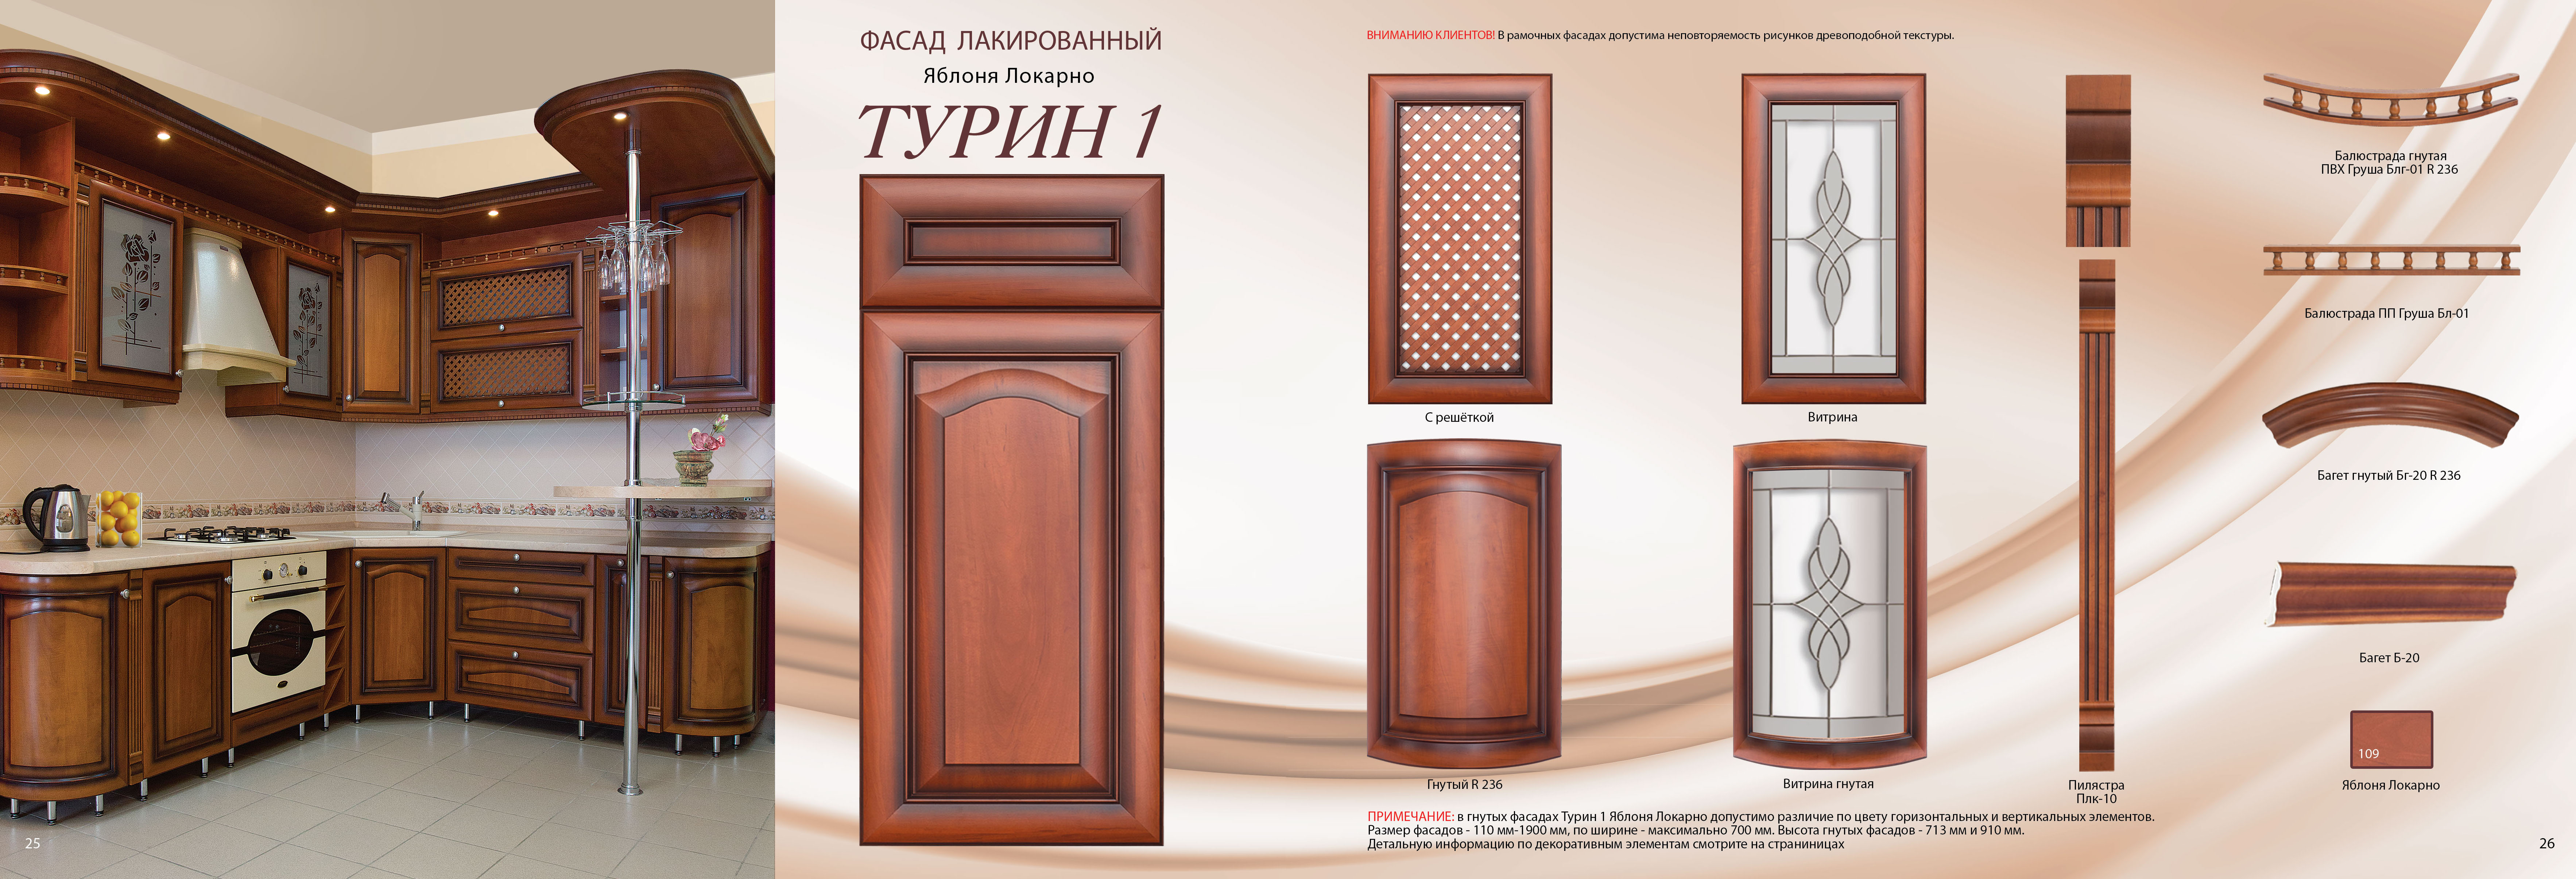 ФАСАД ЛАКИРОВАННЫЙ
Яблоня Локарно
ТУРИН 1
ВНИМАНИЮ КЛИЕНТОВ! В рамочных фасадах допустима неповторяемость рисунков древоподобной текстуры.
С решёткой
Витрина
Гнутый R 236
Витрина гнутая
Пилястра
Плк-10
Балюстрада гнутая
ПВХ Груша Блг-01 R 236
Балюстрада ПП Груша Бл-01
Багет гнутый Бг-20 R 236
Багет Б-20
109
Яблоня Локарно
ПРИМЕЧАНИЕ: в гнутых фасадах Турин 1 Яблоня Локарно допустимо различие по цвету горизонтальных и вертикальных элементов.
Размер фасадов - 110 мм-1900 мм, по ширине - максимально 700 мм. Высота гнутых фасадов - 713 мм и 910 мм.
Детальную информацию по декоративным элементам смотрите на страниницах
25
26